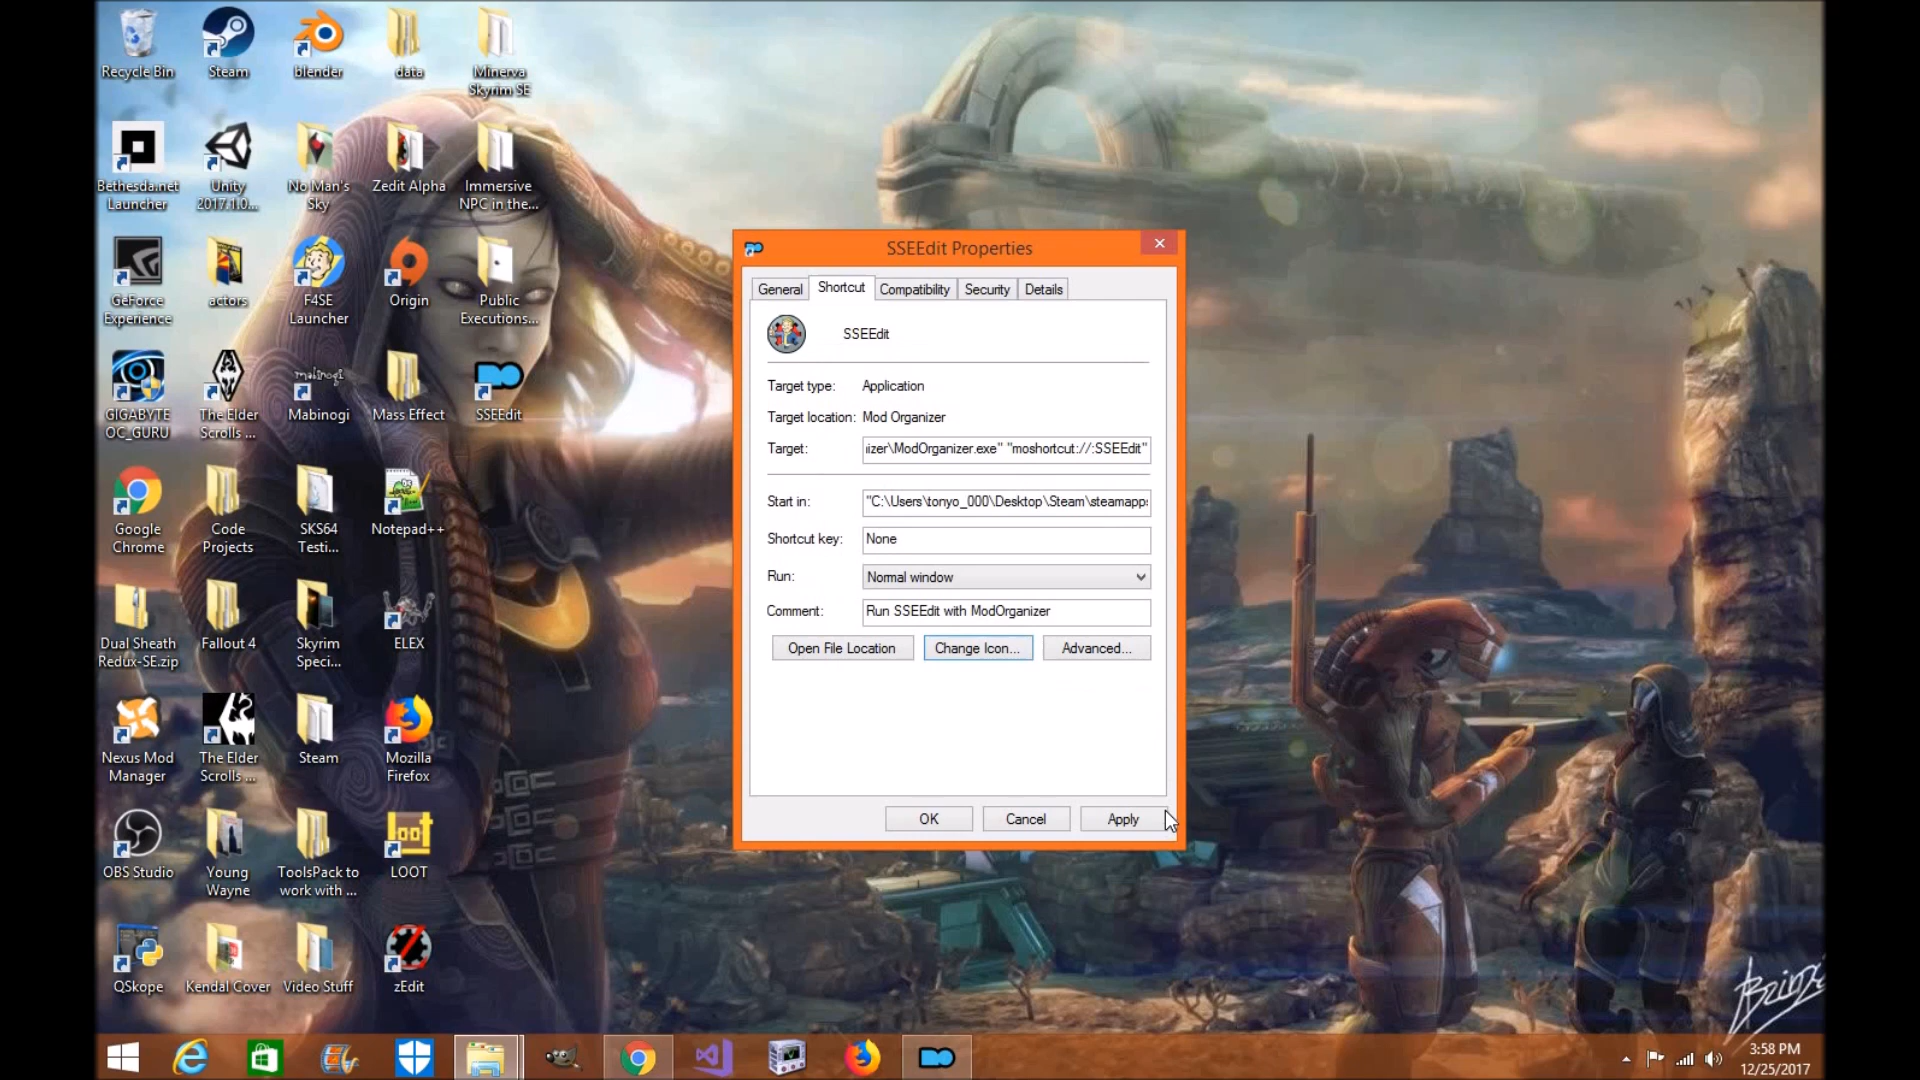 Recycle Bin
Steam
blender
data
Minerva
Skyrim SE
Bethesda.net
Launcher
Unity
2017.1.0...
No Man's
Sky
Zedit Alpha
Immersive
NPC in the...
GeForce
Experience
actors
F4SE
Launcher
Origin
Public
Executions...
GIGABYTE
OC_GURU
The Elder
Scrolls ...
mabinogi
Mabinogi
Mass Effect
SSEEdit
Google
Chrome
Code
Projects
SKS64
Testi...
Notepad++
Dual Sheath
Redux-SE.zip
Fallout 4
Skyrim
Speci...
ELEX
Nexus Mod
Manager
The Elder
Scrolls ...
Steam
Mozilla
Firefox
OBS Studio
Young
Wayne
ToolsPack to
work with ...
loot
LOOT
QSkope
Kendal Cover
Video Stuff
zEdit
SSEEdit Properties
General
Shortcut
Compatibility
Security
Details
SSEEdit
Target type: Application
Target location: Mod Organizer
Target: izer\ModOrganizer.exe" "moshortcut://:SSEEdit"
Start in: "C:\Users\tonyo_000\Desktop\Steam\steamapps
Shortcut key: None
Run: Normal window
Comment: Run SSEEdit with ModOrganizer
Open File Location
Change Icon...
Advanced...
OK
Cancel
Apply
3:58 PM
12/25/2017